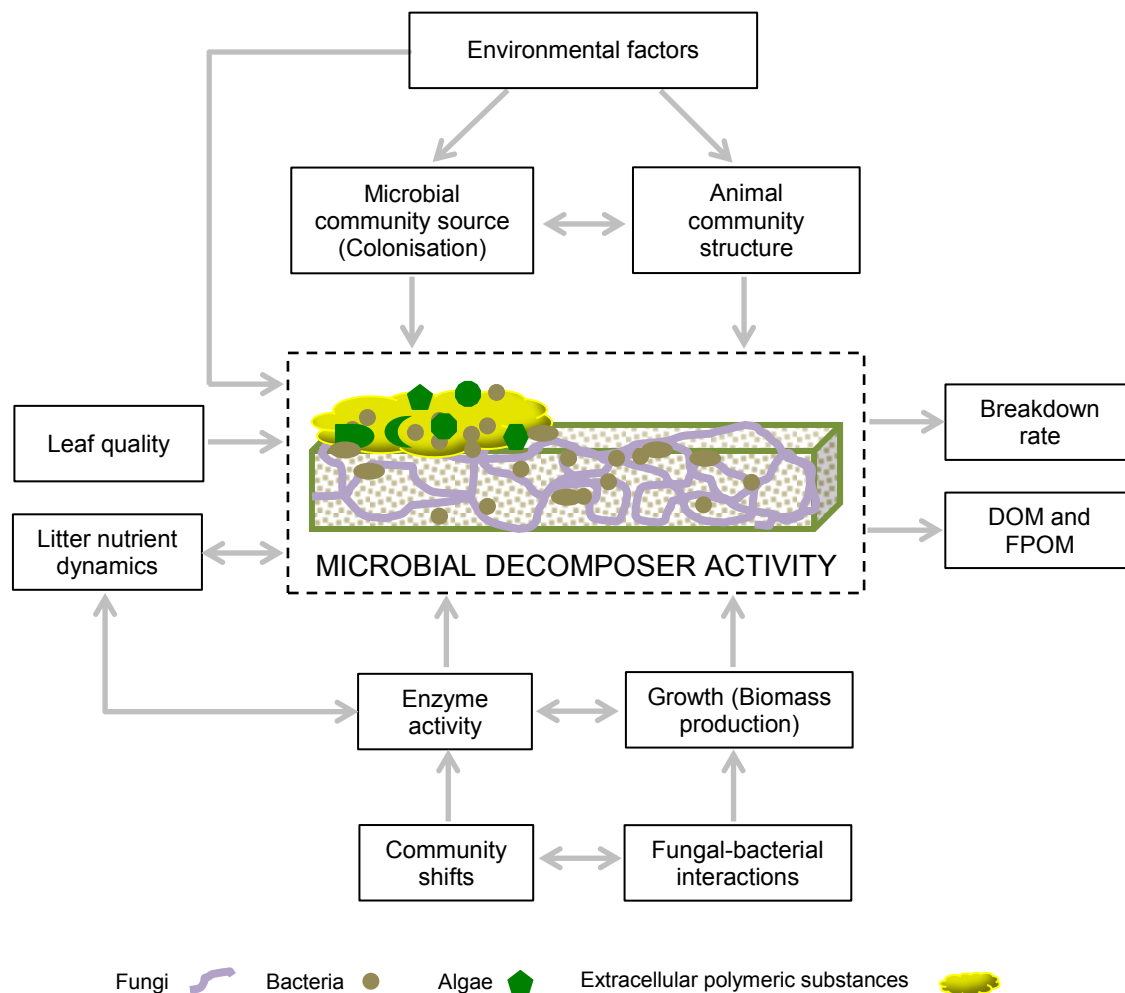 Environmental factors
Microbial
community source
(Colonisation)
Animal
community
structure
Leaf quality
Breakdown
rate
Litter nutrient
dynamics
DOM and
FPOM
MICROBIAL DECOMPOSER ACTIVITY
Enzyme
activity
Growth (Biomass
production)
Community
shifts
Fungal-bacterial
interactions
Fungi Bacteria Algae Extracellular polymeric substances